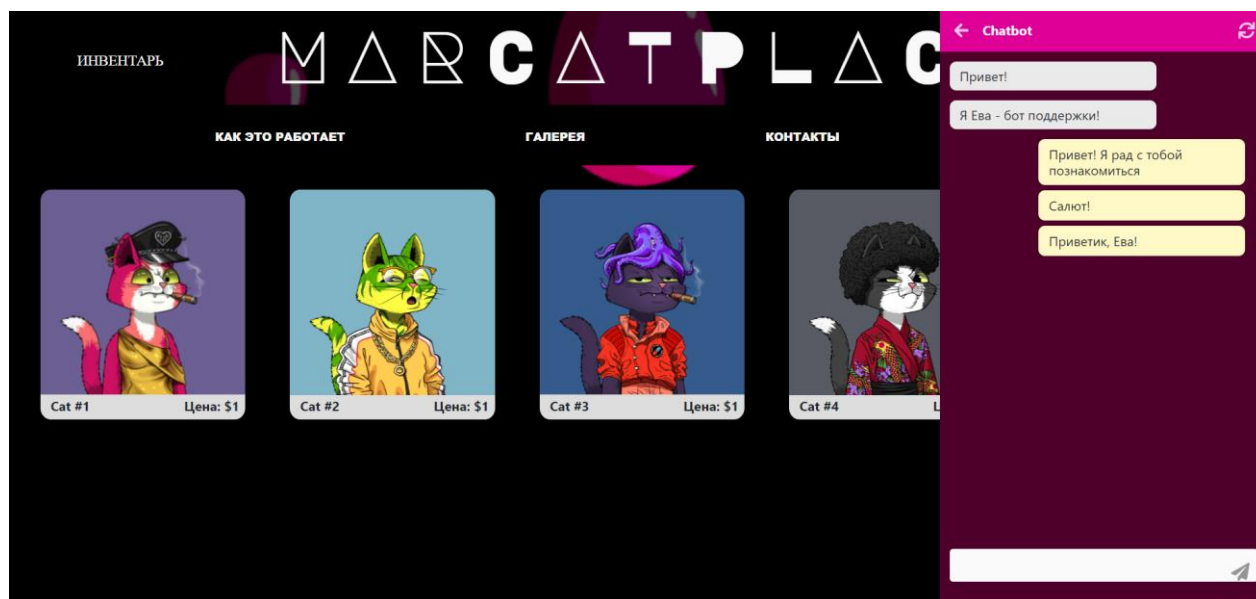 ИНВЕНТАРЬ
MARCATPLAC
КАК ЭТО РАБОТАЕТ
ГАЛЕРЕЯ
КОНТАКТЫ
Cat #1
Цена: $1
Cat #2
Цена: $1
Cat #3
Цена: $1
Cat #4
Chatbot
Привет!
Я Ева - бот поддержки!
Привет! Я рад с тобой
познакомиться
Салют!
Приветик, Ева!